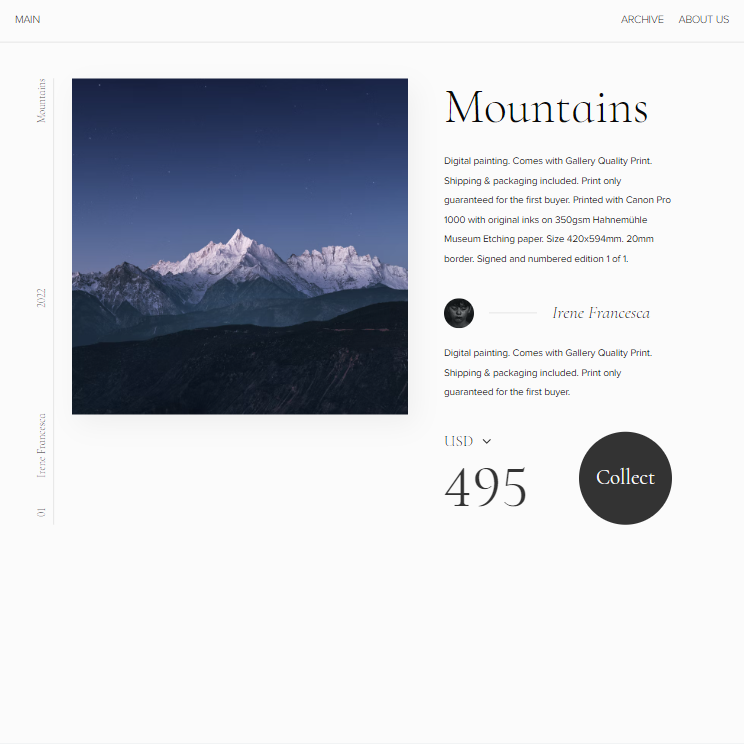 MAIN
ARCHIVE
ABOUT US
Mountains
2022
Irene Francesca
01
Mountains
Digital painting. Comes with Gallery Quality Print.
Shipping & packaging included. Print only
guaranteed for the first buyer. Printed with Canon Pro
1000 with original inks on 350gsm Hahnemühle
Museum Etching paper. Size 420x594mm. 20mm
border. Signed and numbered edition 1 of 1.
Irene Francesca
Digital painting. Comes with Gallery Quality Print.
Shipping & packaging included. Print only
guaranteed for the first buyer.
USD
495
Collect